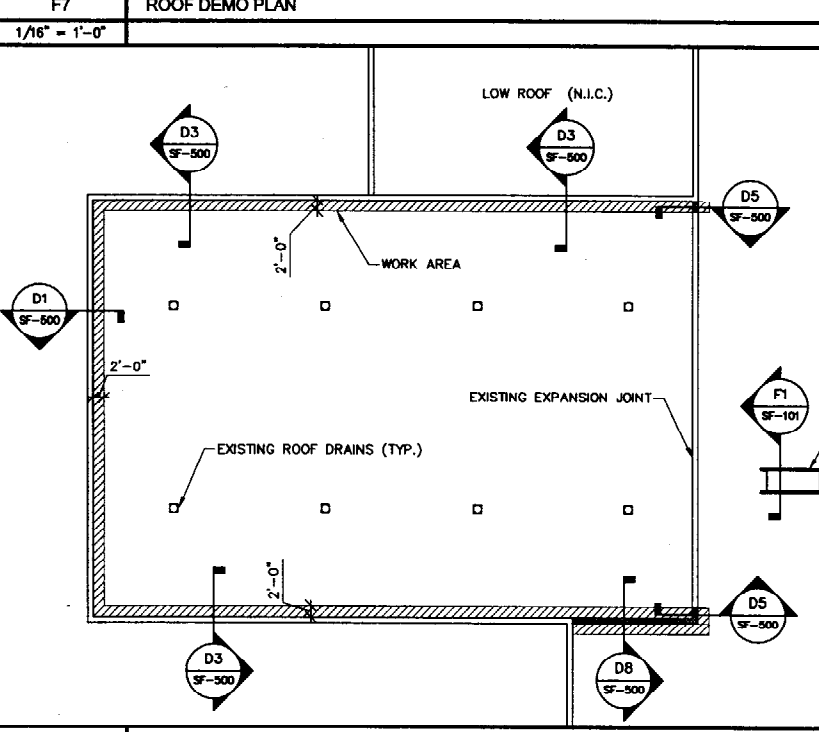 F7 ROOF DEMO PLAN
1/16" = 1'-0"
LOW ROOF (N.I.C.)
D3
SF-500
D3
SF-500
D5
SF-500
2'-0"
WORK AREA
D1
SF-500
2'-0"
EXISTING EXPANSION JOINT
F1
SF-101
EXISTING ROOF DRAINS (TYP.)
2'-0"
D5
SF-500
D3
SF-500
D8
SF-500